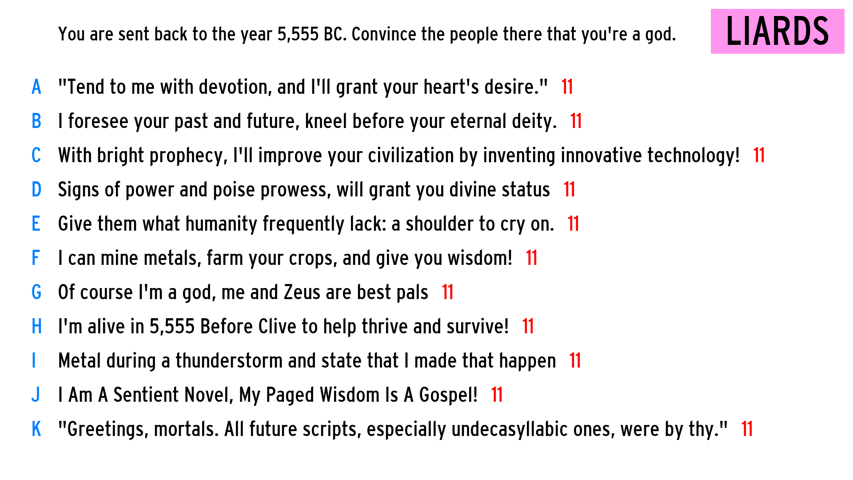 You are sent back to the year 5,555 BC. Convince the people there that you're a god.
LIARDS
A "Tend to me with devotion, and I'll grant your heart's desire." 11
B I foresee your past and future, kneel before your eternal deity. 11
C With bright prophecy, I'll improve your civilization by inventing innovative technology! 11
D Signs of power and poise prowess, will grant you divine status 11
E Give them what humanity frequently lack: a shoulder to cry on. 11
F I can mine metals, farm your crops, and give you wisdom! 11
G Of course I'm a god, me and Zeus are best pals 11
H I'm alive in 5,555 Before Clive to help thrive and survive! 11
I Metal during a thunderstorm and state that I made that happen 11
J I Am A Sentient Novel, My Paged Wisdom Is A Gospel! 11
K "Greetings, mortals. All future scripts, especially undecasyllabic ones, were by thy." 11